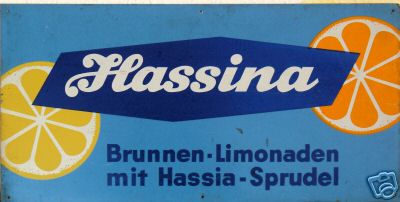 Hassina
Brunnen-Limonaden
mit Hassia-Sprudel